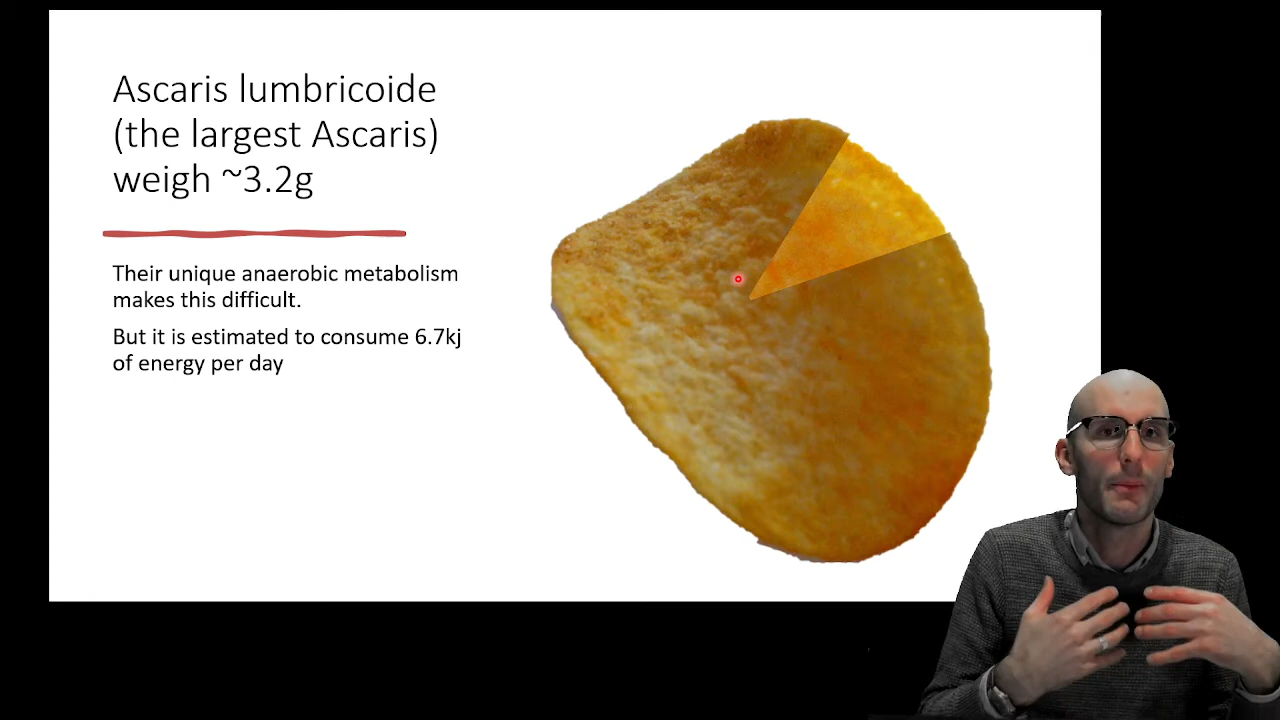 Ascaris lumbricoide
(the largest Ascaris)
weigh ~3.2g
Their unique anaerobic metabolism
makes this difficult.
But it is estimated to consume 6.7kj
of energy per day